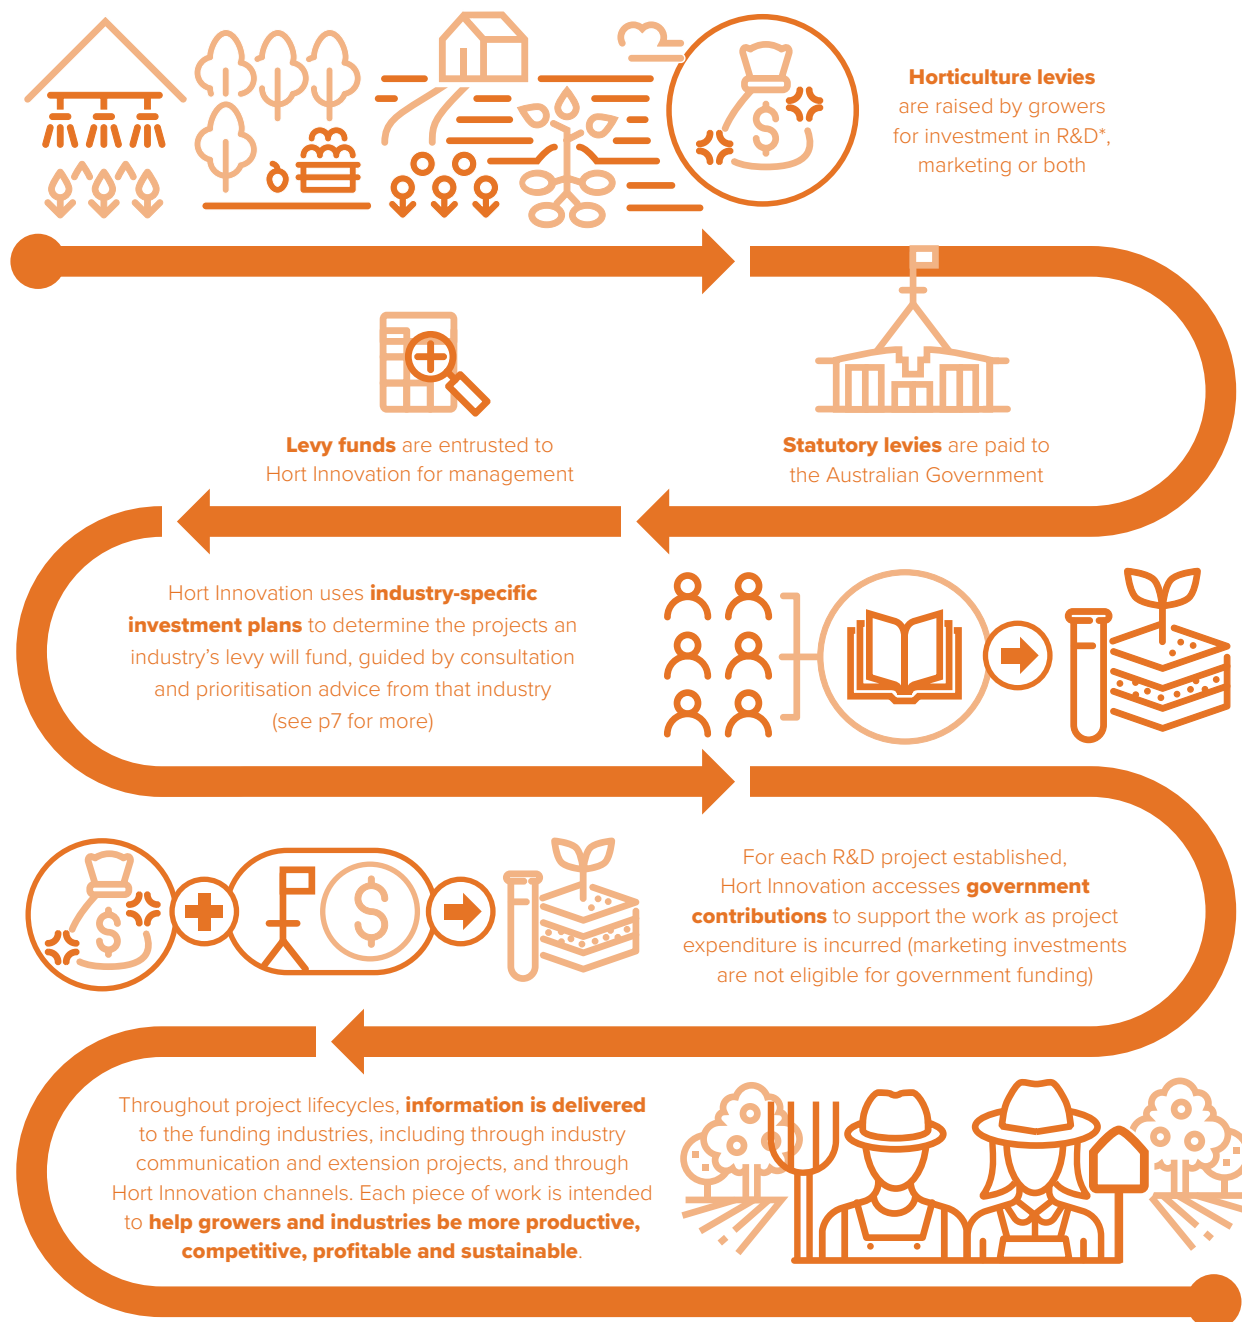 Horticulture levies
are raised by growers
for investment in R&D*,
marketing or both
Statutory levies are paid to
the Australian Government
Levy funds are entrusted to
Hort Innovation for management
Hort Innovation uses industry-specific
investment plans to determine the projects an
industry’s levy will fund, guided by consultation
and prioritisation advice from that industry
(see p7 for more)
For each R&D project established,
Hort Innovation accesses government
contributions to support the work as project
expenditure is incurred (marketing investments
are not eligible for government funding)
Throughout project lifecycles, information is delivered
to the funding industries, including through industry
communication and extension projects, and through
Hort Innovation channels. Each piece of work is intended
to help growers and industries be more productive,
competitive, profitable and sustainable.